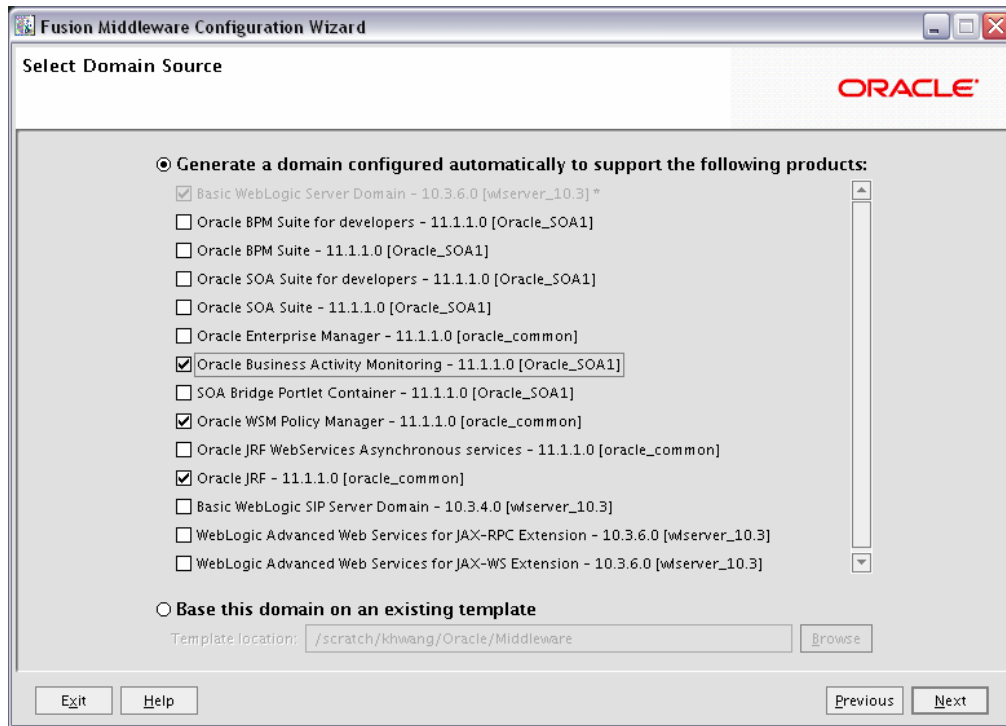 Fusion Middleware Configuration Wizard
Select Domain Source
ORACLE
Generate a domain configured automatically to support the following products:
Basic WebLogic Server Domain - 10.3.6.0 [wlserver_10.3] *
Oracle BPM Suite for developers - 11.1.1.0 [Oracle_SOA1]
Oracle BPM Suite - 11.1.1.0 [Oracle_SOA1]
Oracle SOA Suite for developers - 11.1.1.0 [Oracle_SOA1]
Oracle SOA Suite - 11.1.1.0 [Oracle_SOA1]
Oracle Enterprise Manager - 11.1.1.0 [oracle_common]
Oracle Business Activity Monitoring - 11.1.1.0 [Oracle_SOA1]
SOA Bridge Portlet Container - 11.1.1.0 [Oracle_SOA1]
Oracle WSM Policy Manager - 11.1.1.0 [oracle_common]
Oracle JRF WebServices Asynchronous services - 11.1.1.0 [oracle_common]
Oracle JRF - 11.1.1.0 [oracle_common]
Basic WebLogic SIP Server Domain - 10.3.4.0 [wlserver_10.3]
WebLogic Advanced Web Services for JAX-RPC Extension - 10.3.6.0 [wlserver_10.3]
WebLogic Advanced Web Services for JAX-WS Extension - 10.3.6.0 [wlserver_10.3]
Base this domain on an existing template
Template location: /scratch/khwang/Oracle/Middleware Browse
Exit Help Previous Next